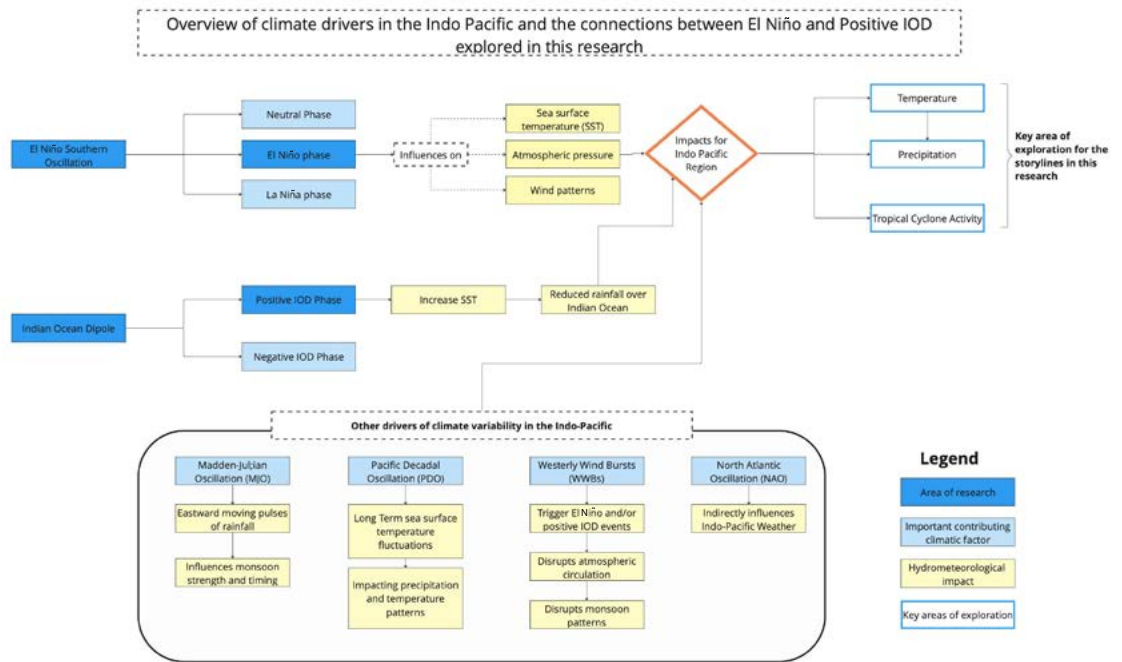 Overview of climate drivers in the Indo Pacific and the connections between El Niño and Positive IOD
explored in this research
El Niño Southern
Oscillation
Neutral Phase
El Niño phase
La Niña phase
Influences on
Sea surface
temperature (SST)
Atmospheric pressure
Wind patterns
Impacts for
Indo Pacific
Region
Temperature
Precipitation
Tropical Cyclone Activity
Key area of
exploration for the
storylines in this
research
Indian Ocean Dipole
Positive IOD Phase
Negative IOD Phase
Increase SST
Reduced rainfall over
Indian Ocean
Other drivers of climate variability in the Indo-Pacific
Madden-Jul;ian
Oscillation (MJO)
Eastward moving pulses
of rainfall
Influences monsoon
strength and timing
Pacific Decadal
Oscillation (PDO)
Long Term sea surface
temperature
fluctuations
Impacting precipitation
and temperature
patterns
Westerly Wind Bursts
(WWBs)
Trigger El Niño and/or
positive IOD events
Disrupts atmospheric
circulation
Disrupts monsoon
patterns
North Atlantic
Oscillation (NAO)
Indirectly influences
Indo-Pacific Weather
Legend
Area of research
Important contributing
climatic factor
Hydrometeorological
impact
Key areas of exploration